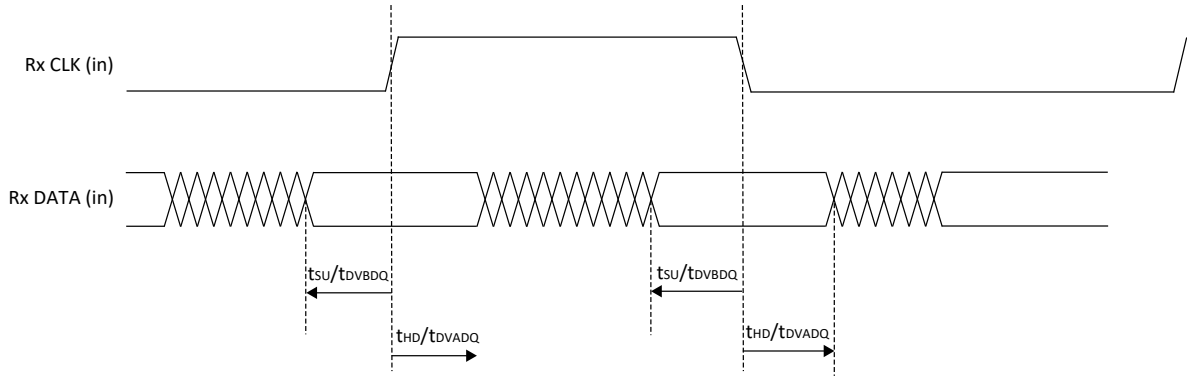 Rx CLK (in)
Rx DATA (in)
tSU/tDVBDQ
tSU/tDVBDQ
tHD/tDVADQ
tHD/tDVADQ